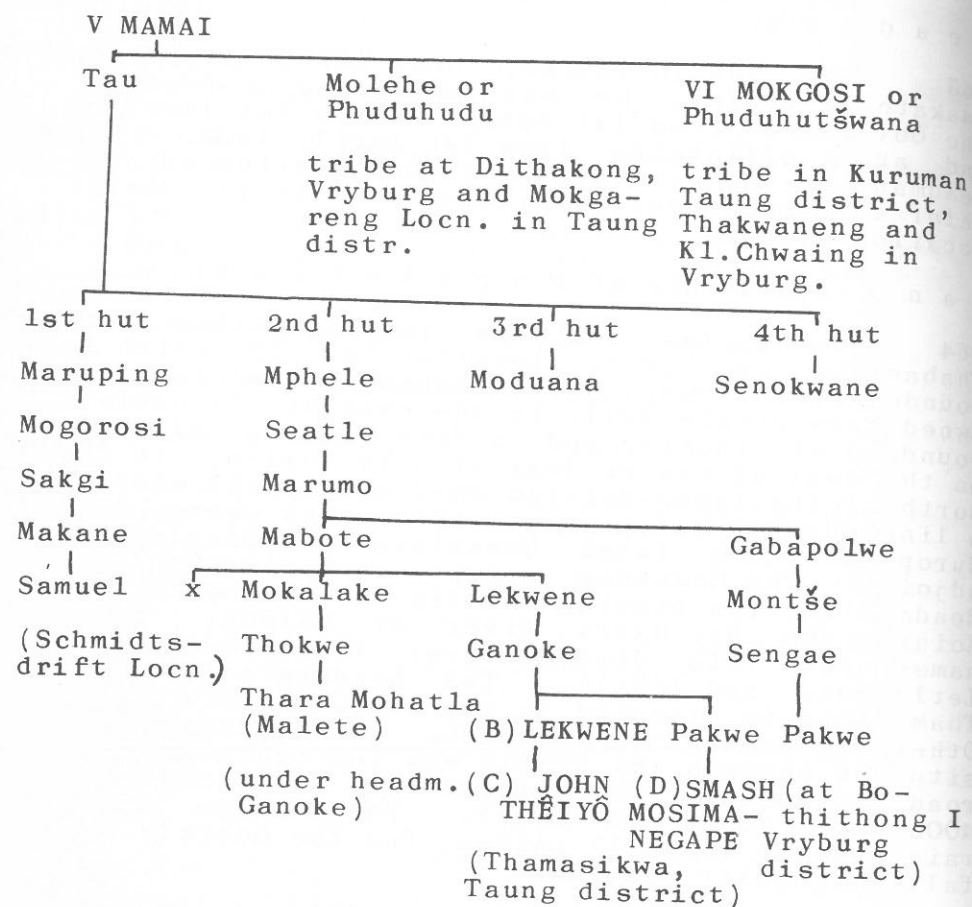 V MAMAI
Tau Molehe or VI MOKGOSI or
Phuduhudu Phuduhutšwana
tribe at Dithakong, tribe in Kuruman
Vryburg and Mokga- Taung district,
reng Locn. in Taung Thakwaneng and
distr. Kl.Chwaing in
Vryburg.
1st hut 2nd hut 3rd hut 4th hut
Maruping Mphele Moduana Senokwane
Mogorosi Seatle
Sakgi Marumo
Makane Mabote Gabapolwe
Samuel x Mokalake Lekwene Montše
(Schmidts- Thokwe Ganoke Sengae
drift Locn.)
Thara Mohatla
(Malete) (B) LEKWENE Pakwe Pakwe
(under headm. (C) JOHN (D) SMASH (at Bo-
Ganoke) THÊIYÔ MOSIMA- thithong I
NEGAPE Vryburg
(Thamasikwa, district)
Taung district)